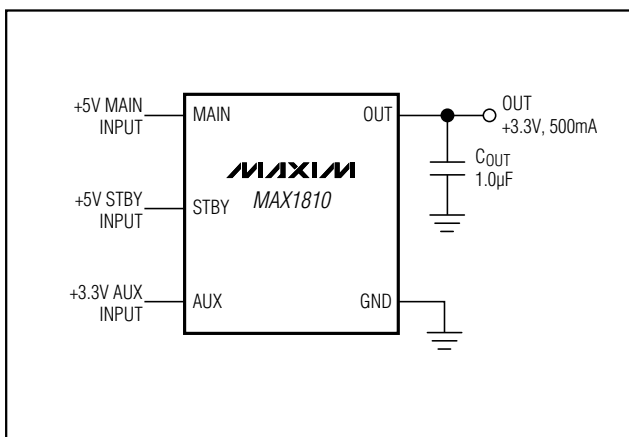 +5V MAIN
INPUT
MAIN
OUT
OUT
+3.3V, 500mA
COUT
1.0µF
MAXIM
MAX1810
+5V STBY
INPUT
STBY
+3.3V AUX
INPUT
AUX
GND